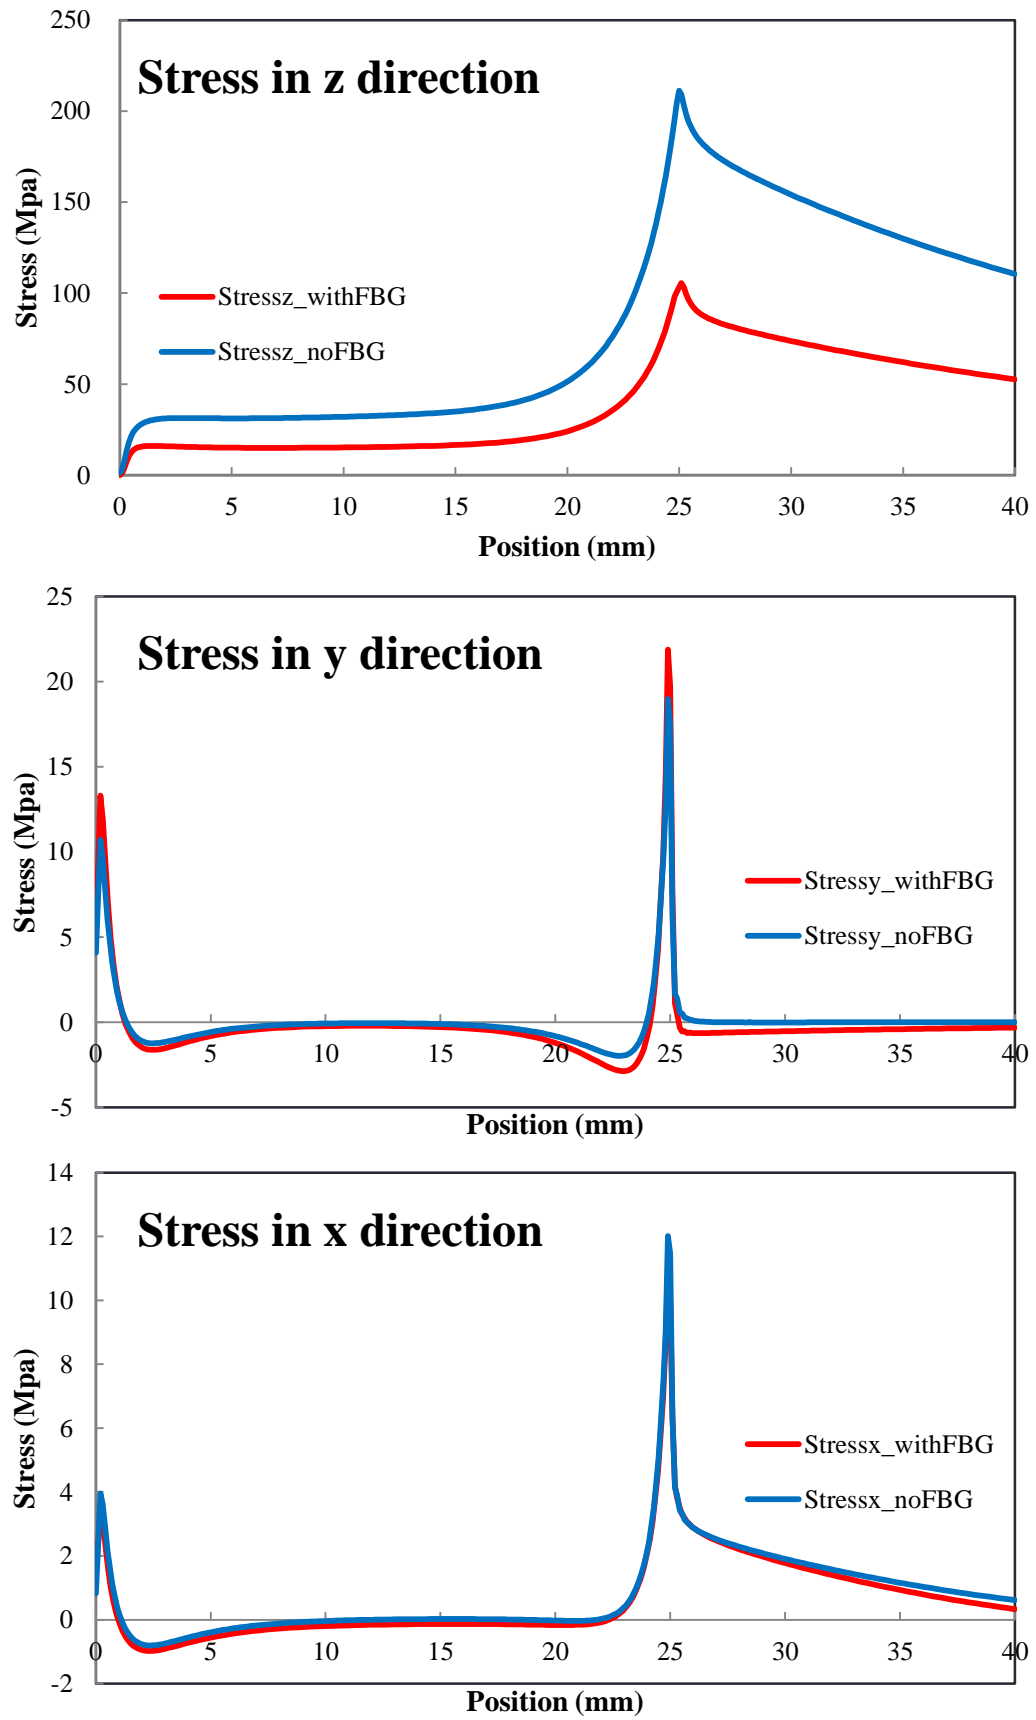 250
200
150
100
50
0
Stress (Mpa)
Stress in z direction
Stressz_withFBG
Stressz_noFBG
0 5 10 15 20 25 30 35 40
Position (mm)
25
20
15
10
5
0
-5
Stress (Mpa)
Stress in y direction
Stressy_withFBG
Stressy_noFBG
0 5 10 15 20 25 30 35 40
Position (mm)
14
12
10
8
6
4
2
0
-2
Stress (Mpa)
Stress in x direction
Stressx_withFBG
Stressx_noFBG
0 5 10 15 20 25 30 35 40
Position (mm)